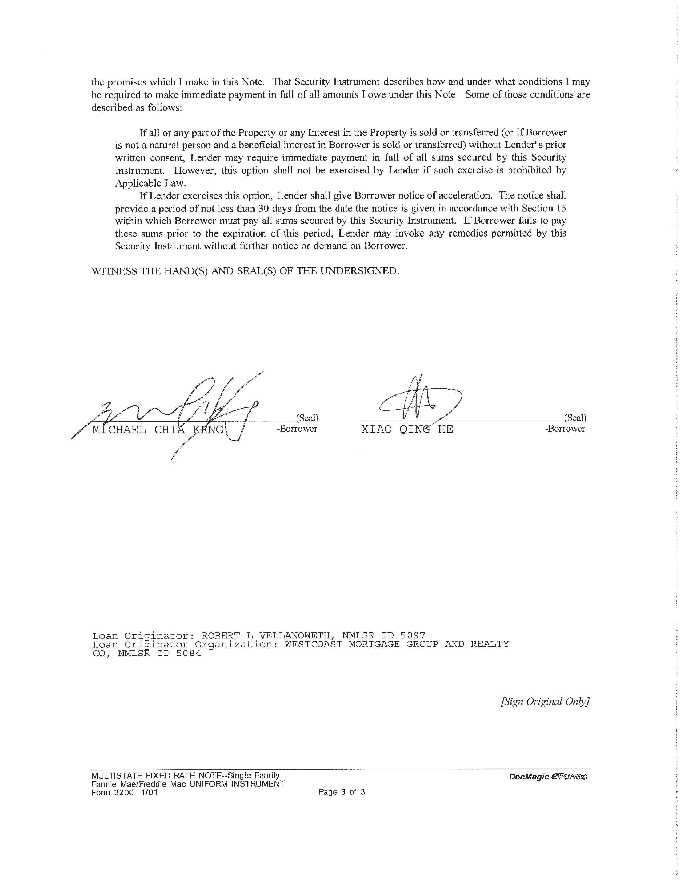 the promises which I make in this Note. That Security Instrument describes how and under what conditions I may
be required to make immediate payment in full of all amounts I owe under this Note. Some of those conditions are
described as follows:
If all or any part of the Property or any Interest in the Property is sold or transferred (or if Borrower
is not a natural person and a beneficial interest in Borrower is sold or transferred) without Lender's prior
written consent, Lender may require immediate payment in full of all sums secured by this Security
Instrument. However, this option shall not be exercised by Lender if such exercise is prohibited by
Applicable Law.
If Lender exercises this option, Lender shall give Borrower notice of acceleration. The notice shall
provide a period of not less than 30 days from the date the notice is given in accordance with Section 15
within which Borrower must pay all sums secured by this Security Instrument. If Borrower fails to pay
these sums prior to the expiration of this period, Lender may invoke any remedies permitted by this
Security Instrument without further notice or demand on Borrower.
WITNESS THE HAND(S) AND SEAL(S) OF THE UNDERSIGNED.
(Seal) (Seal)
MICHAEL CHIA KENG -Borrower XIAO QING HE -Borrower
Loan Originator: ROBERT L VELLANOWETH, NMLSR ID 5097
Loan Originator Organization: WESTCOAST MORTGAGE GROUP AND REALTY
CO, NMLSR ID 5084
[Sign Original Only]
MULTISTATE FIXED RATE NOTE--Single Family
Fannie Mae/Freddie Mac UNIFORM INSTRUMENT
Form 3200 1/01 Page 3 of 3
DocMagic